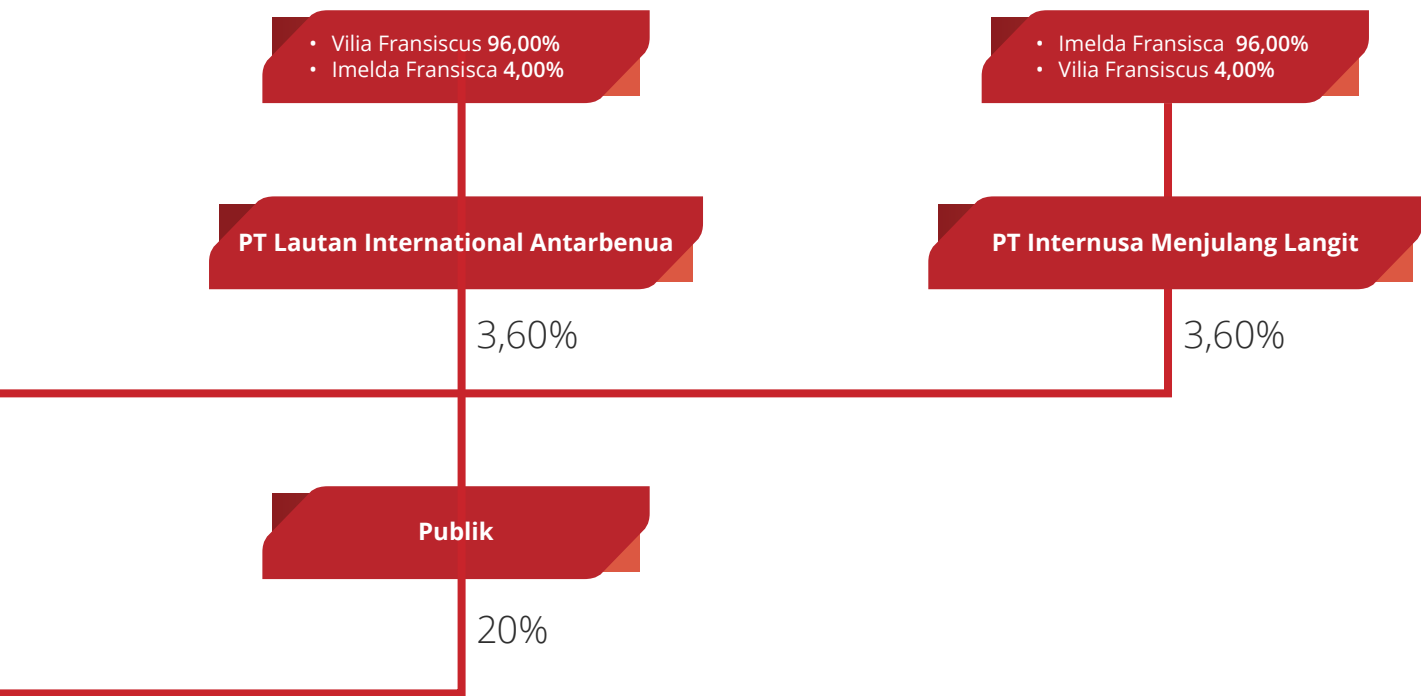 • Vilia Fransiscus 96,00%
• Imelda Fransisca 4,00%
• Imelda Fransisca 96,00%
• Vilia Fransiscus 4,00%
PT Lautan International Antarbenua
PT Internusa Menjulang Langit
3,60%
3,60%
Publik
20%